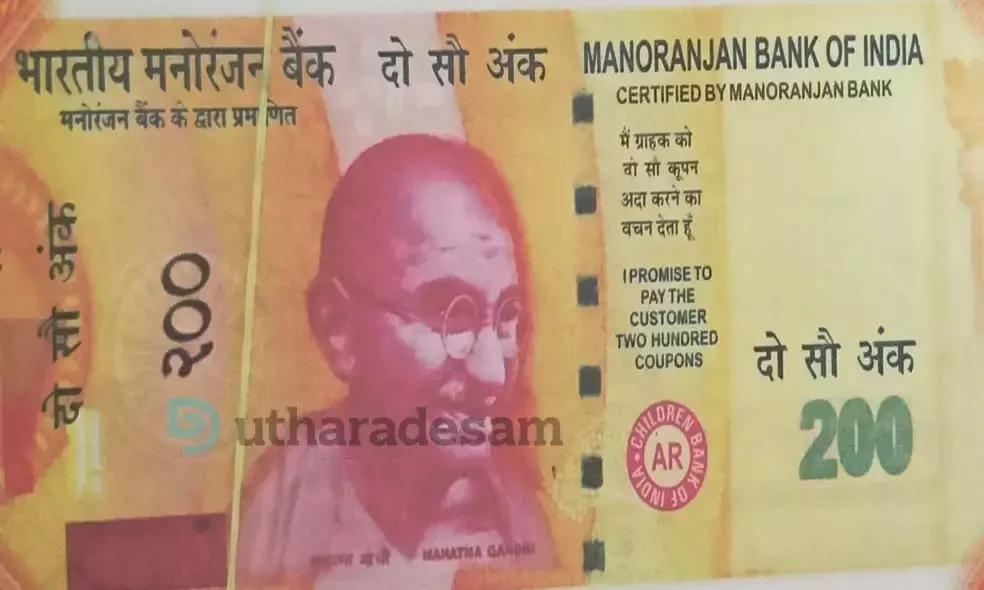 भारतीय मनोरंजन बैंक
मनोरंजन बैंक के द्वारा प्रमाणित
दो सौ अंक
MANORANJAN BANK OF INDIA
CERTIFIED BY MANORANJAN BANK
दो सौ अंक
२००
मैं ग्राहक को
दो सौ कूपन
अदा करने का
वचन देता हूँ
I PROMISE TO
PAY THE
CUSTOMER
TWO HUNDRED
COUPONS
दो सौ अंक
200
CHILDREN BANK OF INDIA
AR
utharadesam
MAHATMA GANDHI